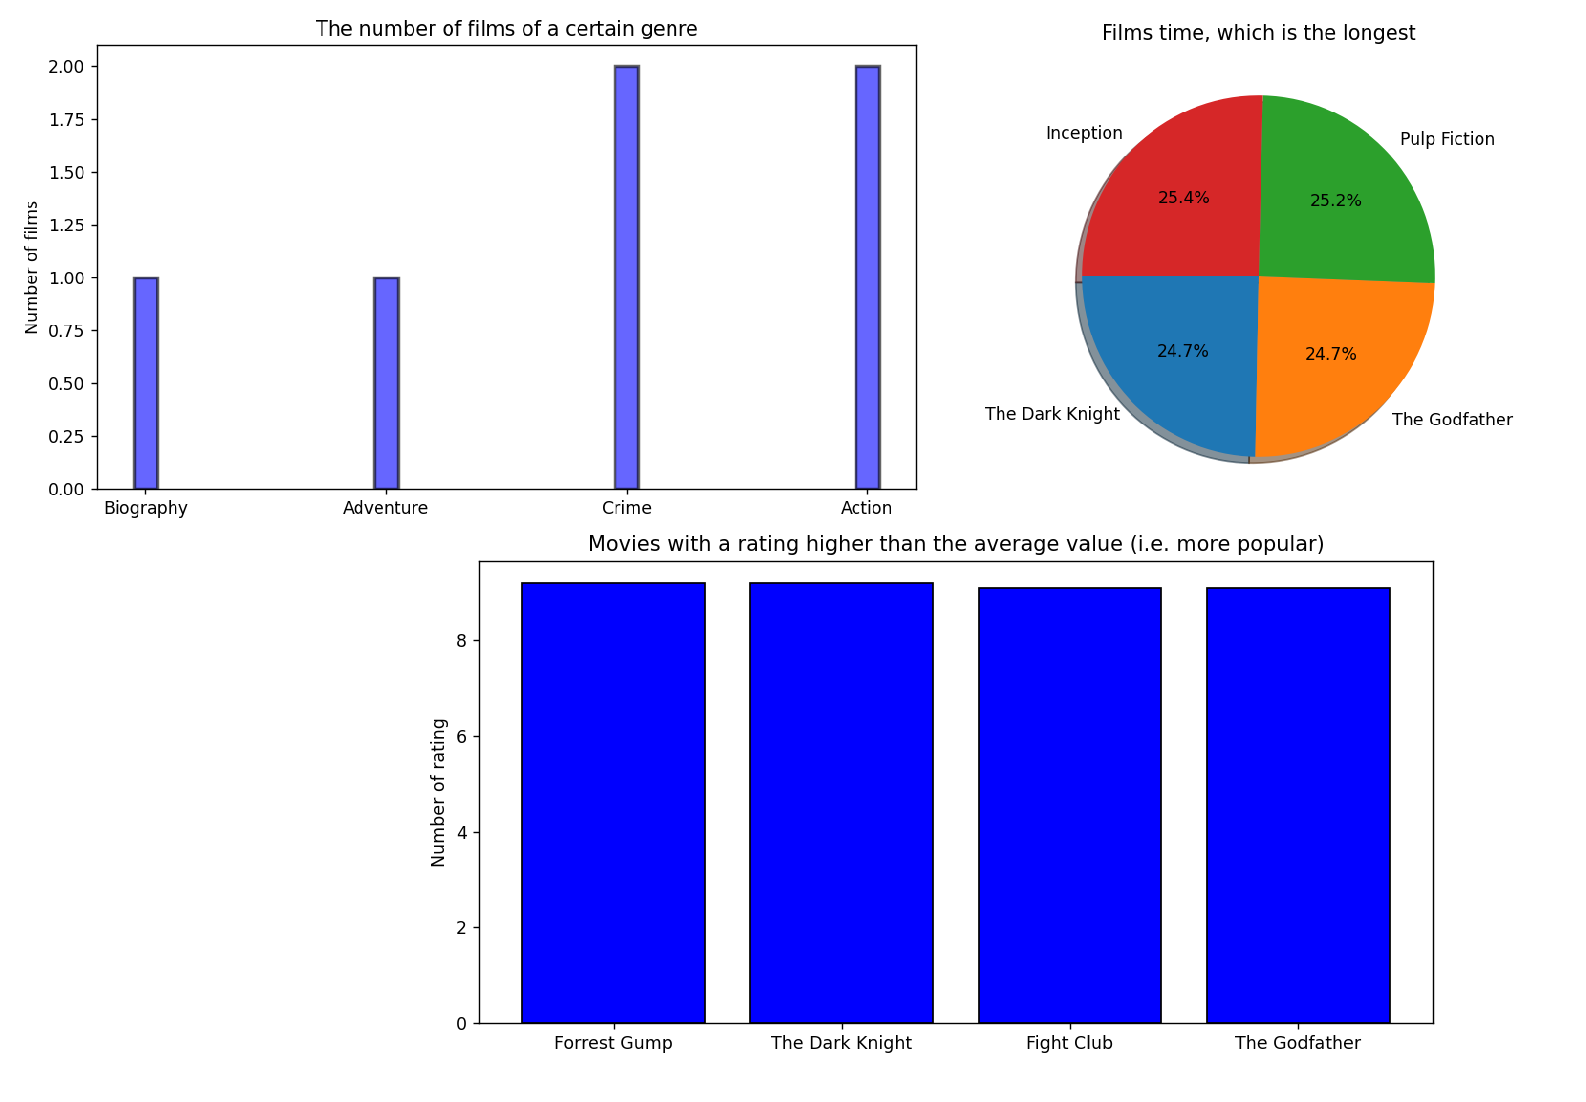 The number of films of a certain genre
Number of films
2.00
1.75
1.50
1.25
1.00
0.75
0.50
0.25
0.00
Biography
Adventure
Crime
Action
Films time, which is the longest
Inception
Pulp Fiction
25.4%
25.2%
24.7%
24.7%
The Dark Knight
The Godfather
Movies with a rating higher than the average value (i.e. more popular)
Number of rating
8
6
4
2
0
Forrest Gump
The Dark Knight
Fight Club
The Godfather